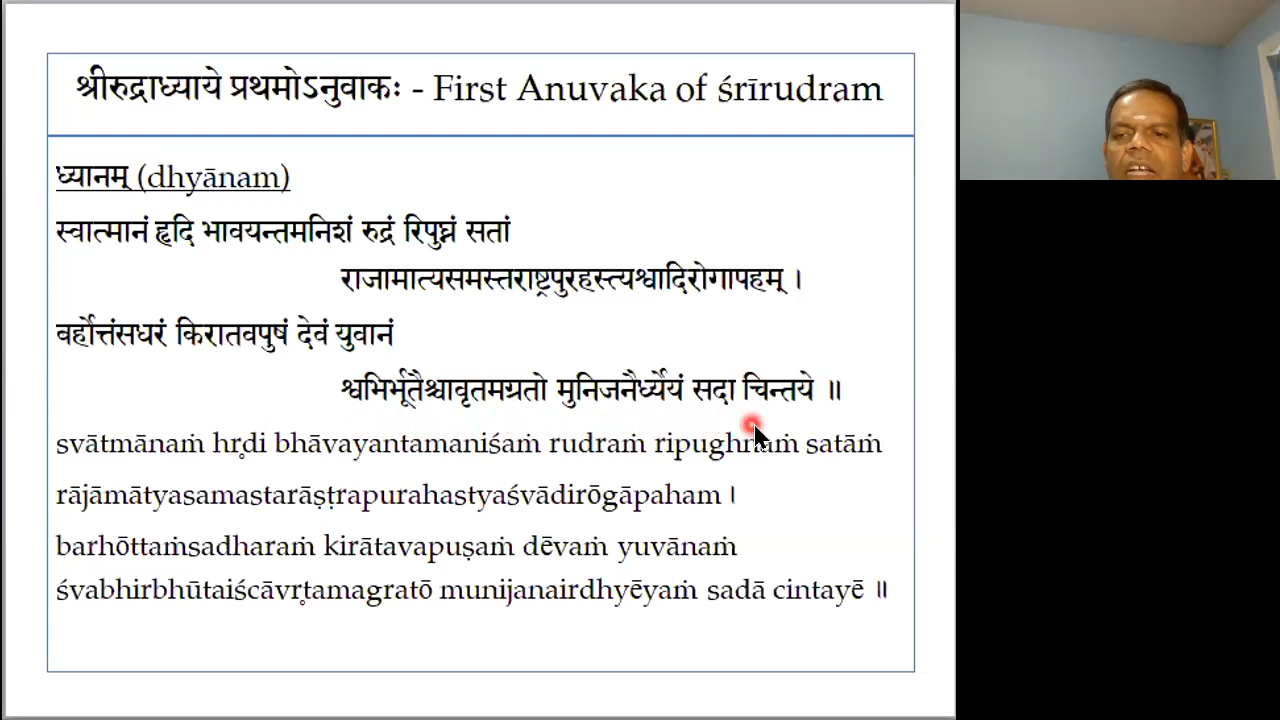 श्रीरुद्राध्याये प्रथमोऽनुवाकः - First Anuvaka of śrīrudram
ध्यानम् (dhyānam)
स्वात्मानं हृदि भावयन्तमनिशं रुद्रं रिपुघ्नं सतां
राजामात्यसमस्तराष्ट्रपुरहस्त्यश्वादिरोगापहम् ।
बर्होत्तंसधरं किरातवपुषं देवं युवानं
श्वभिर्भूतैश्चावृतमग्रतो मुनिजनैर्ध्येयं सदा चिन्तये ॥
svātmānaṁ hr̥di bhāvayantamaniśaṁ rudraṁ ripughnaṁ satāṁ
rājāmātyasamastarāṣṭrapurahastyaśvādirōgāpaham ।
barhōttaṁsadharaṁ kirātavapuṣaṁ dēvaṁ yuvānaṁ
śvabhirbhūtaiścāvr̥tamagratō munijanairdhyēyaṁ sadā cintayē ॥